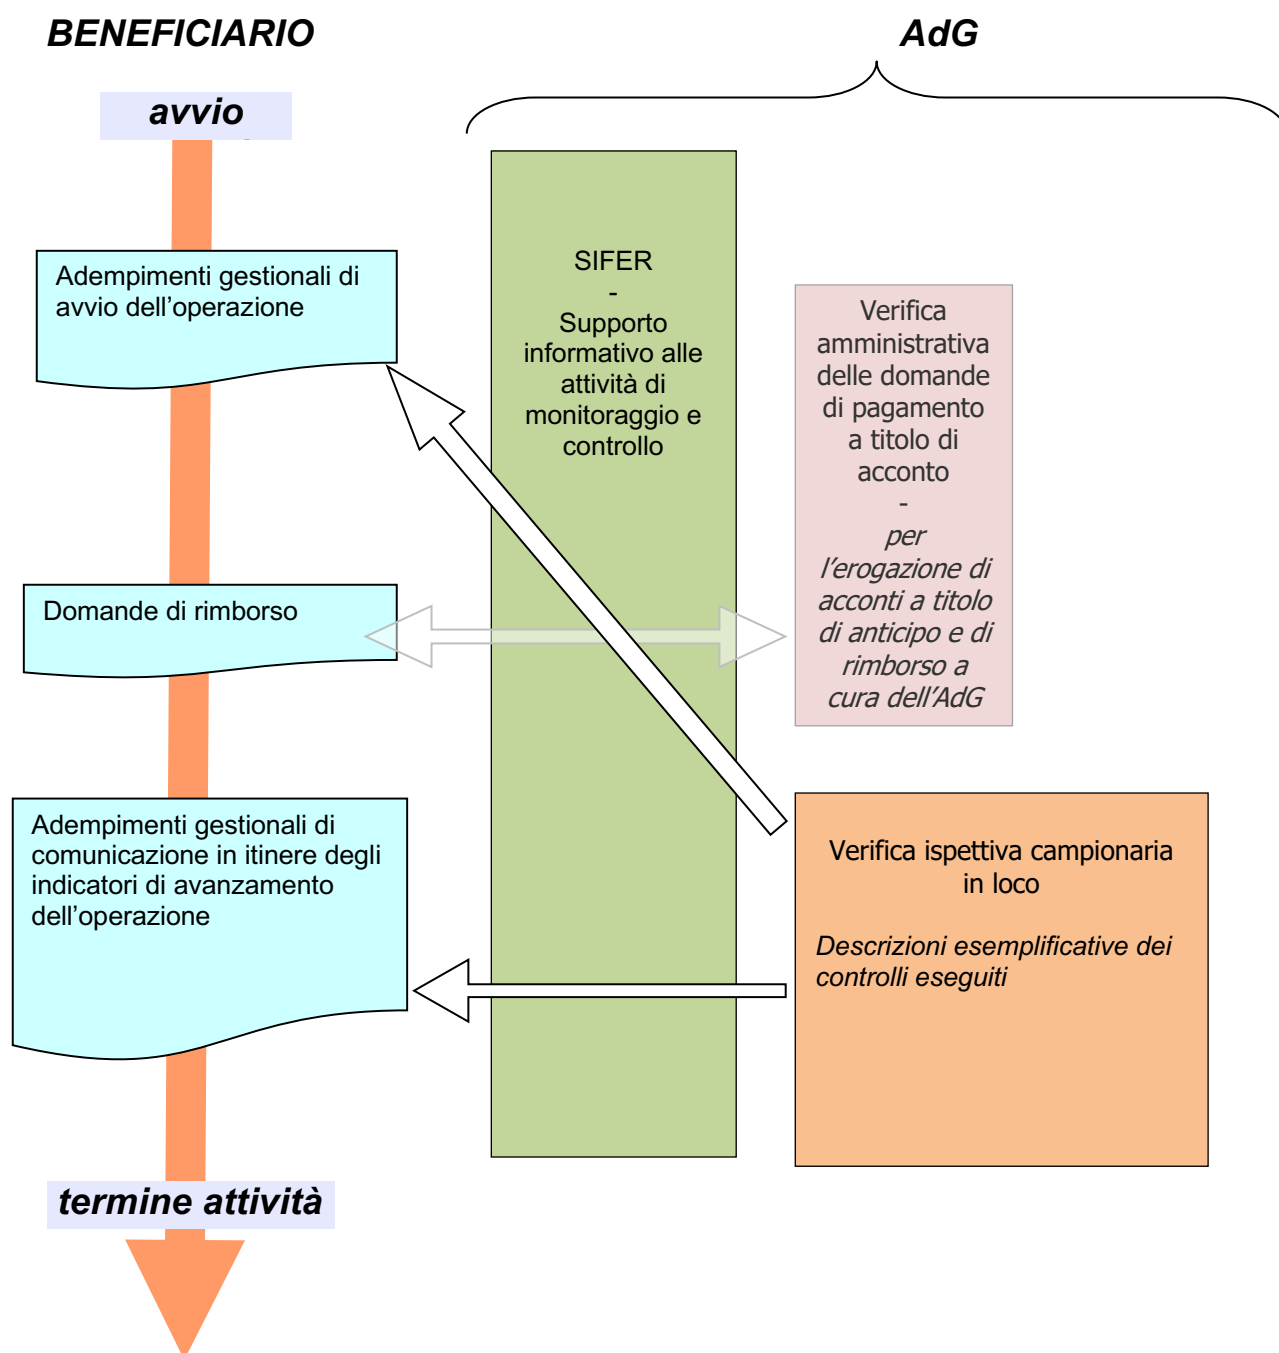 BENEFICIARIO
AdG
avvio
Adempimenti gestionali di
avvio dell’operazione
SIFER
-
Supporto
informativo alle
attività di
monitoraggio e
controllo
Verifica
amministrativa
delle domande
di pagamento
a titolo di
acconto
-
per
l’erogazione di
acconti a titolo
di anticipo e di
rimborso a
cura dell’AdG
Domande di rimborso
Adempimenti gestionali di
comunicazione in itinere degli
indicatori di avanzamento
dell’operazione
Verifica ispettiva campionaria
in loco
Descrizioni esemplificative dei
controlli eseguiti
termine attività